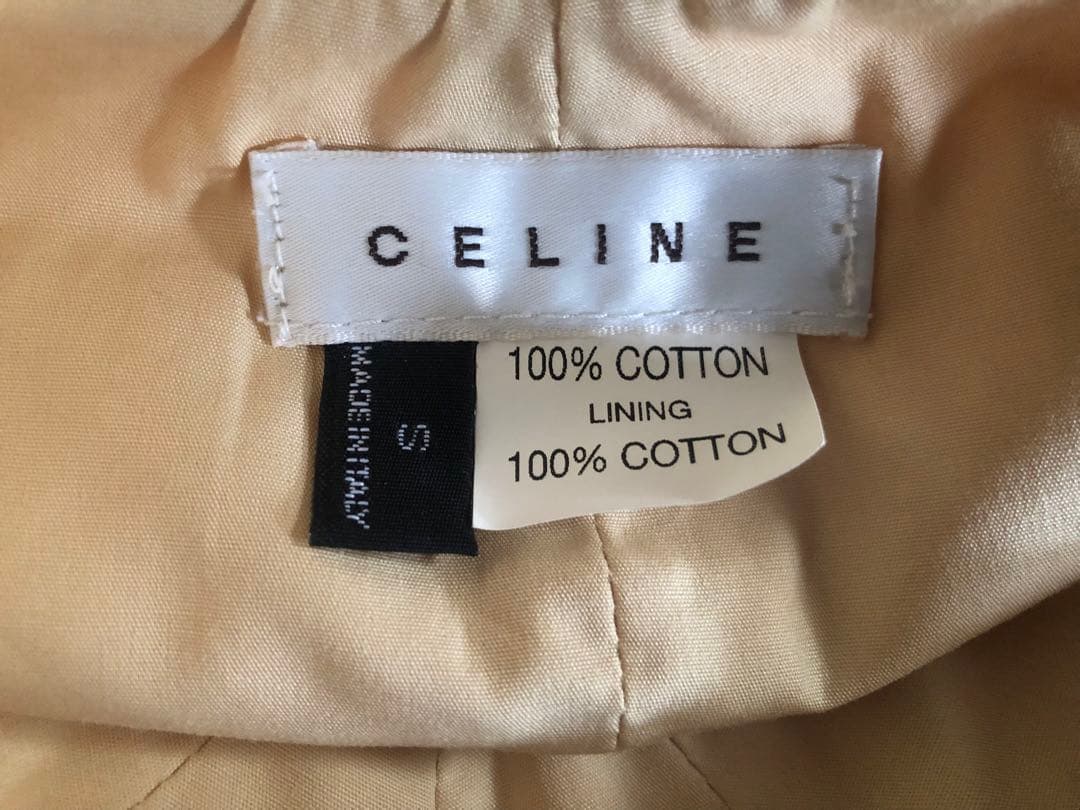 CELINE
MADE IN ITALY
S
100% COTTON
LINING
100% COTTON